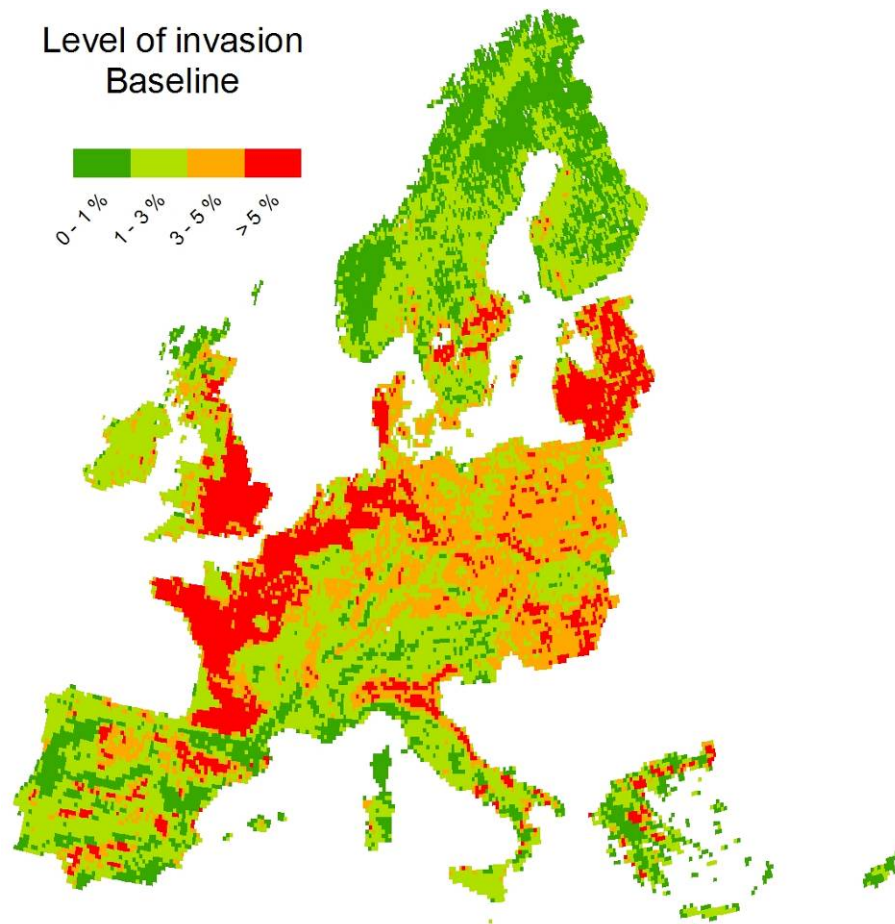 Level of invasion
Baseline
0 - 1 %
1 - 3 %
3 - 5 %
> 5 %